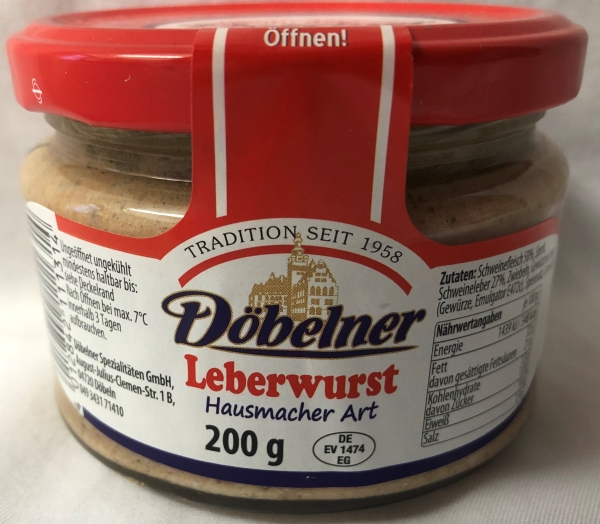 Öffnen!
TRADITION SEIT 1958
Döbelner
Leberwurst
Hausmacher Art
200 g
DE
EV 1474
EG
Ungeöffnet ungekühlt
mindestens haltbar bis:
siehe Deckelrand
Nach Öffnen bei max. 7°C
innerhalb 3 Tagen
aufbrauchen.
Döbelner Spezialitäten GmbH,
August-Julius-Clemen-Str. 1 B,
04720 Döbeln
049 3431 71410
Zutaten: Schweinefleisch 50%,
Schweineleber 27%, Zwiebeln,
(Gewürze, Emulgator E472c),
Nährwertangaben
Energie
Fett
davon gesättigte Fettsäuren
Kohlenhydrate
davon Zucker
Eiweiß
Salz